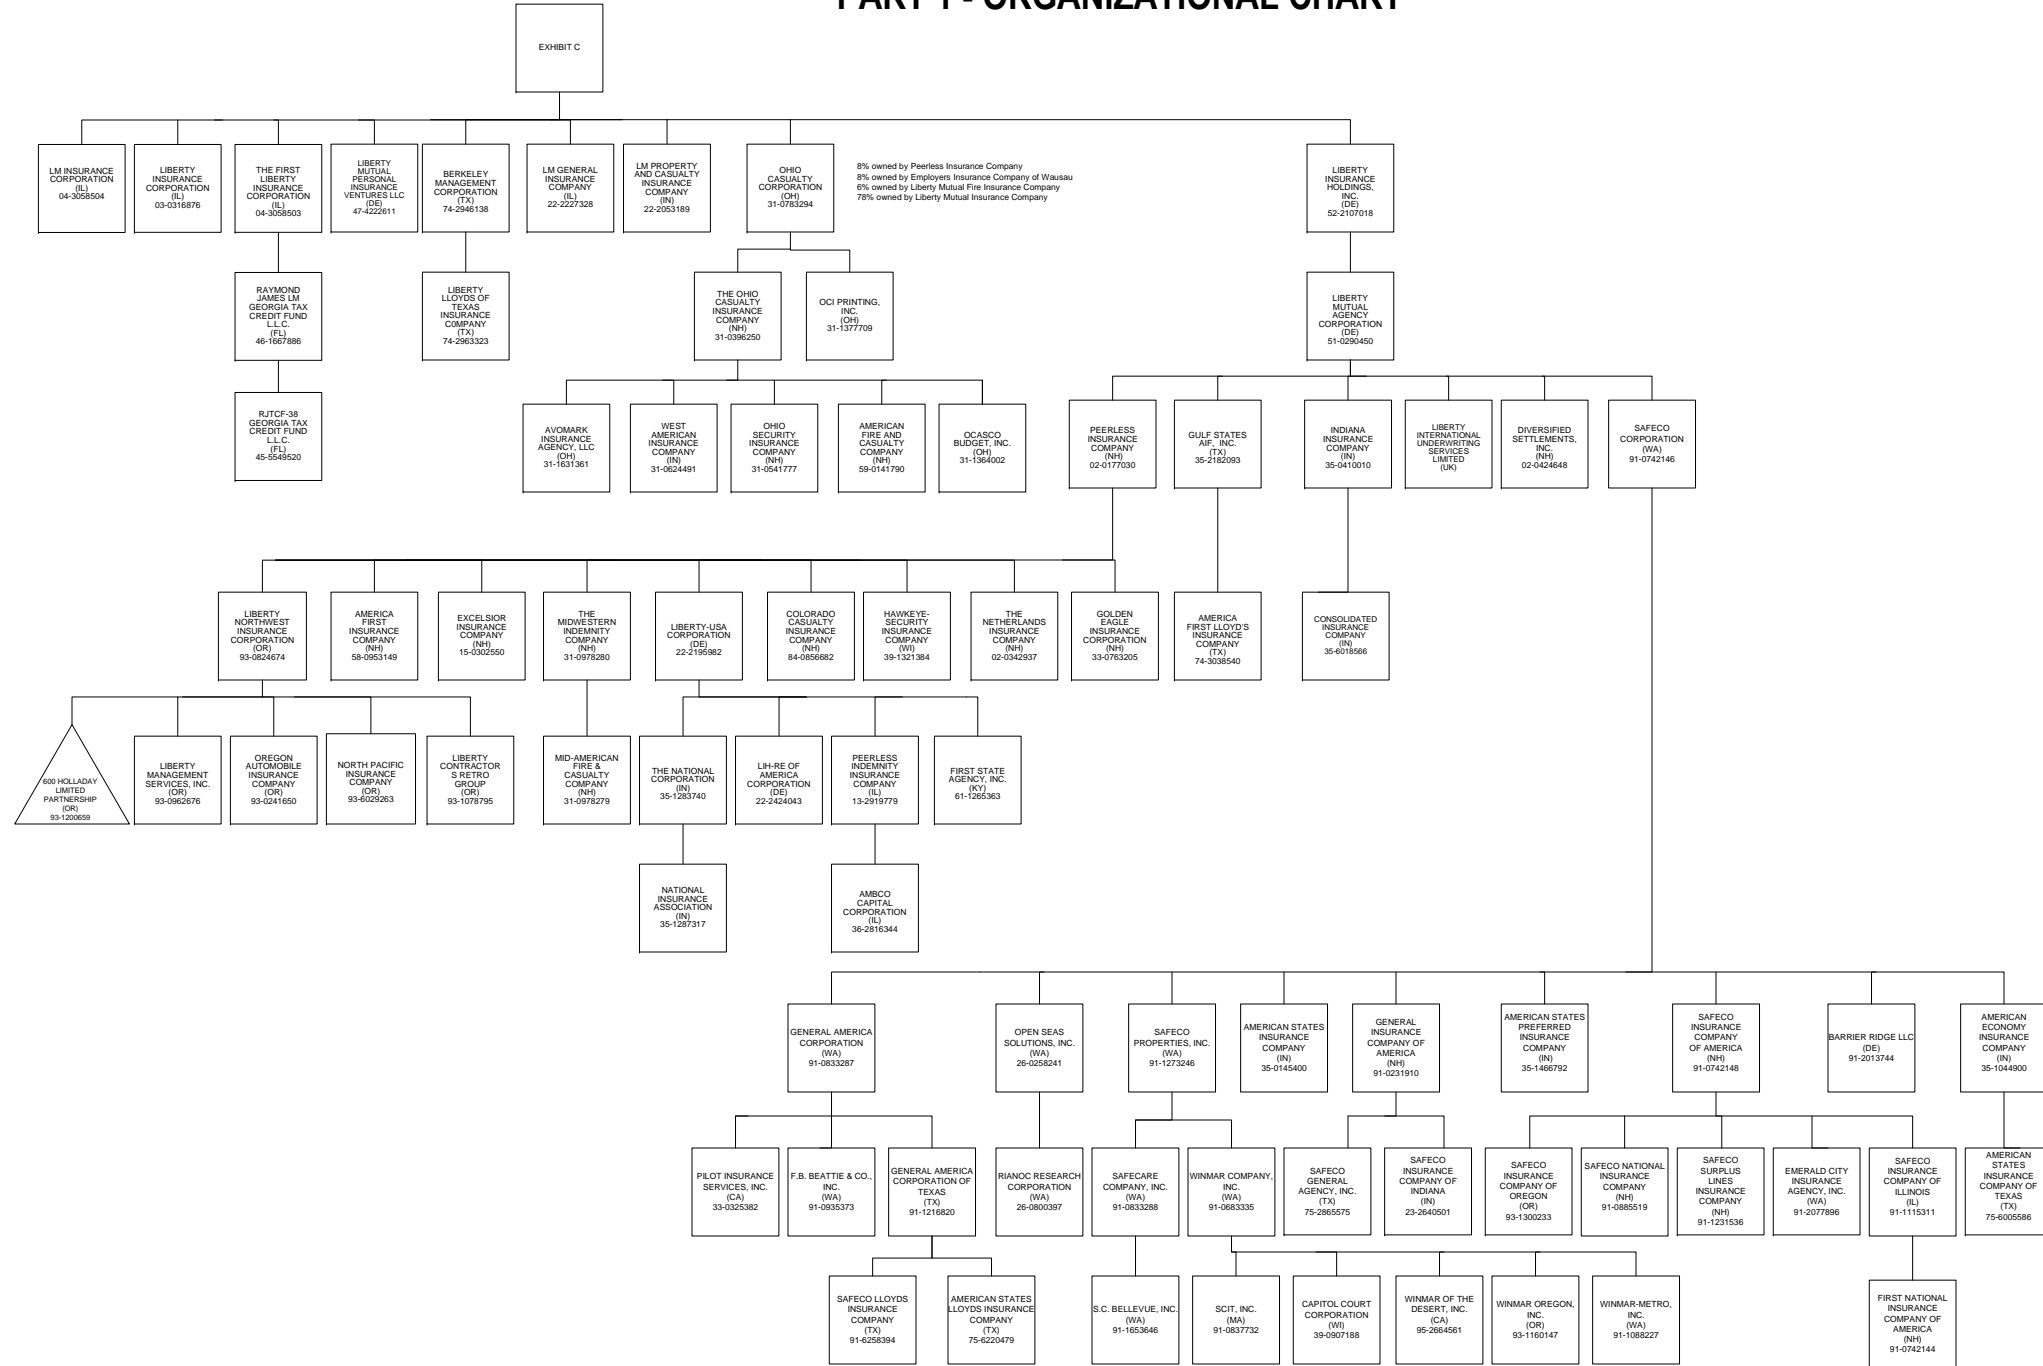 PART 1 - ORGANIZATIONAL CHART
EXHIBIT C
LM INSURANCE
CORPORATION
(IL)
04-3058504
LIBERTY
INSURANCE
CORPORATION
(IL)
03-0316876
THE FIRST
LIBERTY
INSURANCE
CORPORATION
(IL)
04-3058503
LIBERTY
MUTUAL
PERSONAL
INSURANCE
VENTURES LLC
(DE)
47-4222611
BERKELEY
MANAGEMENT
CORPORATION
(TX)
74-2946138
LM GENERAL
INSURANCE
COMPANY
(IL)
22-2227328
LM PROPERTY
AND CASUALTY
INSURANCE
COMPANY
(IN)
22-2053189
OHIO
CASUALTY
CORPORATION
(OH)
31-0783294
8% owned by Peerless Insurance Company
8% owned by Employers Insurance Company of Wausau
6% owned by Liberty Mutual Fire Insurance Company
78% owned by Liberty Mutual Insurance Company
LIBERTY
INSURANCE
HOLDINGS,
INC.
(DE)
52-2107018
RAYMOND
JAMES LM
GEORGIA TAX
CREDIT FUND
L.L.C.
(FL)
46-1667886
LIBERTY
LLOYDS OF
TEXAS
INSURANCE
C0MPANY
(TX)
74-2963323
THE OHIO
CASUALTY
INSURANCE
COMPANY
(NH)
31-0396250
OCI PRINTING,
INC.
(OH)
31-1377709
LIBERTY
MUTUAL
AGENCY
CORPORATION
(DE)
51-0290450
RJTCF-38
GEORGIA TAX
CREDIT FUND
L.L.C.
(FL)
45-5549520
AVOMARK
INSURANCE
AGENCY, LLC
(OH)
31-1631361
WEST
AMERICAN
INSURANCE
COMPANY
(IN)
31-0624491
OHIO
SECURITY
INSURANCE
COMPANY
(NH)
31-0541777
AMERICAN
FIRE AND
CASUALTY
COMPANY
(NH)
59-0141790
OCASCO
BUDGET, INC.
(OH)
31-1364002
PEERLESS
INSURANCE
COMPANY
(NH)
02-0177030
GULF STATES
AIF, INC.
(TX)
35-2182093
INDIANA
INSURANCE
COMPANY
(IN)
35-0410010
LIBERTY
INTERNATIONAL
UNDERWRITING
SERVICES
LIMITED
(UK)
DIVERSIFIED
SETTLEMENTS,
INC.
(NH)
02-0424648
SAFECO
CORPORATION
(WA)
91-0742146
LIBERTY
NORTHWEST
INSURANCE
CORPORATION
(OR)
93-0824674
AMERICA
FIRST
INSURANCE
COMPANY
(NH)
58-0953149
EXCELSIOR
INSURANCE
COMPANY
(NH)
15-0302550
THE
MIDWESTERN
INDEMNITY
COMPANY
(NH)
31-0978280
LIBERTY-USA
CORPORATION
(DE)
22-2195982
COLORADO
CASUALTY
INSURANCE
COMPANY
(NH)
84-0856682
HAWKEYE-
SECURITY
INSURANCE
COMPANY
(WI)
39-1321384
THE
NETHERLANDS
INSURANCE
COMPANY
(NH)
02-0342937
GOLDEN
EAGLE
INSURANCE
CORPORATION
(NH)
33-0763205
AMERICA
FIRST LLOYD'S
INSURANCE
COMPANY
(TX)
74-3038540
CONSOLIDATED
INSURANCE
COMPANY
(IN)
35-6018566
600 HOLLADAY
LIMITED
PARTNERSHIP
(OR)
93-1200659
LIBERTY
MANAGEMENT
SERVICES, INC.
(OR)
93-0962676
OREGON
AUTOMOBILE
INSURANCE
COMPANY
(OR)
93-0241650
NORTH PACIFIC
INSURANCE
COMPANY
(OR)
93-6029263
LIBERTY
CONTRACTOR
S RETRO
GROUP
(OR)
93-1078795
MID-AMERICAN
FIRE &
CASUALTY
COMPANY
(NH)
31-0978279
THE NATIONAL
CORPORATION
(IN)
35-1283740
LIH-RE OF
AMERICA
CORPORATION
(DE)
22-2424043
PEERLESS
INDEMNITY
INSURANCE
COMPANY
(IL)
13-2919779
FIRST STATE
AGENCY, INC.
(KY)
61-1265363
NATIONAL
INSURANCE
ASSOCIATION
(IN)
35-1287317
AMBCO
CAPITAL
CORPORATION
(IL)
36-2816344
GENERAL AMERICA
CORPORATION
(WA)
91-0833287
OPEN SEAS
SOLUTIONS, INC.
(WA)
26-0258241
SAFECO
PROPERTIES, INC.
(WA)
91-1273246
AMERICAN STATES
INSURANCE
COMPANY
(IN)
35-0145400
GENERAL
INSURANCE
COMPANY OF
AMERICA
(NH)
91-0231910
AMERICAN STATES
PREFERRED
INSURANCE
COMPANY
(IN)
35-1466792
SAFECO
INSURANCE
COMPANY
OF AMERICA
(NH)
91-0742148
BARRIER RIDGE LLC
(DE)
91-2013744
AMERICAN
ECONOMY
INSURANCE
COMPANY
(IN)
35-1044900
PILOT INSURANCE
SERVICES, INC.
(CA)
33-0325382
F.B. BEATTIE & CO.,
INC.
(WA)
91-0935373
GENERAL AMERICA
CORPORATION OF
TEXAS
(TX)
91-1216820
RIANOC RESEARCH
CORPORATION
(WA)
26-0800397
SAFECARE
COMPANY, INC.
(WA)
91-0833288
WINMAR COMPANY,
INC.
(WA)
91-0683335
SAFECO
GENERAL
AGENCY, INC.
(TX)
75-2865575
SAFECO
INSURANCE
COMPANY OF
INDIANA
(IN)
23-2640501
SAFECO
INSURANCE
COMPANY OF
OREGON
(OR)
93-1300233
SAFECO NATIONAL
INSURANCE
COMPANY
(NH)
91-0885519
SAFECO
SURPLUS
LINES
INSURANCE
COMPANY
(NH)
91-1231536
EMERALD CITY
INSURANCE
AGENCY, INC.
(WA)
91-2077896
SAFECO
INSURANCE
COMPANY OF
ILLINOIS
(IL)
91-1115311
AMERICAN
STATES
INSURANCE
COMPANY OF
TEXAS
(TX)
75-6005586
SAFECO LLOYDS
INSURANCE
COMPANY
(TX)
91-6258394
AMERICAN STATES
LLOYDS INSURANCE
COMPANY
(TX)
75-6220479
S.C. BELLEVUE, INC.
(WA)
91-1653646
SCIT, INC.
(MA)
91-0837732
CAPITOL COURT
CORPORATION
(WI)
39-0907188
WINMAR OF THE
DESERT, INC.
(CA)
95-2664561
WINMAR OREGON,
INC.
(OR)
93-1160147
WINMAR-METRO,
INC.
(WA)
91-1088227
FIRST NATIONAL
INSURANCE
COMPANY OF
AMERICA
(NH)
91-0742144